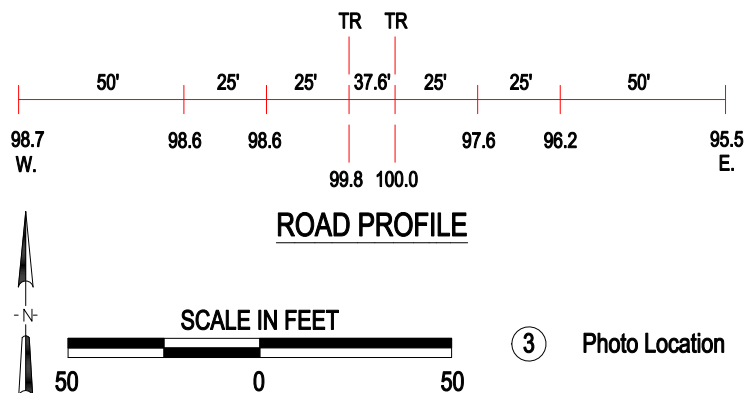 TR TR
50' 25' 25' 37.6' 25' 25' 50'
98.7 98.6 98.6 97.6 96.2 95.5
W. E.
99.8 100.0
ROAD PROFILE
-N-
SCALE IN FEET
50 0 50
3 Photo Location